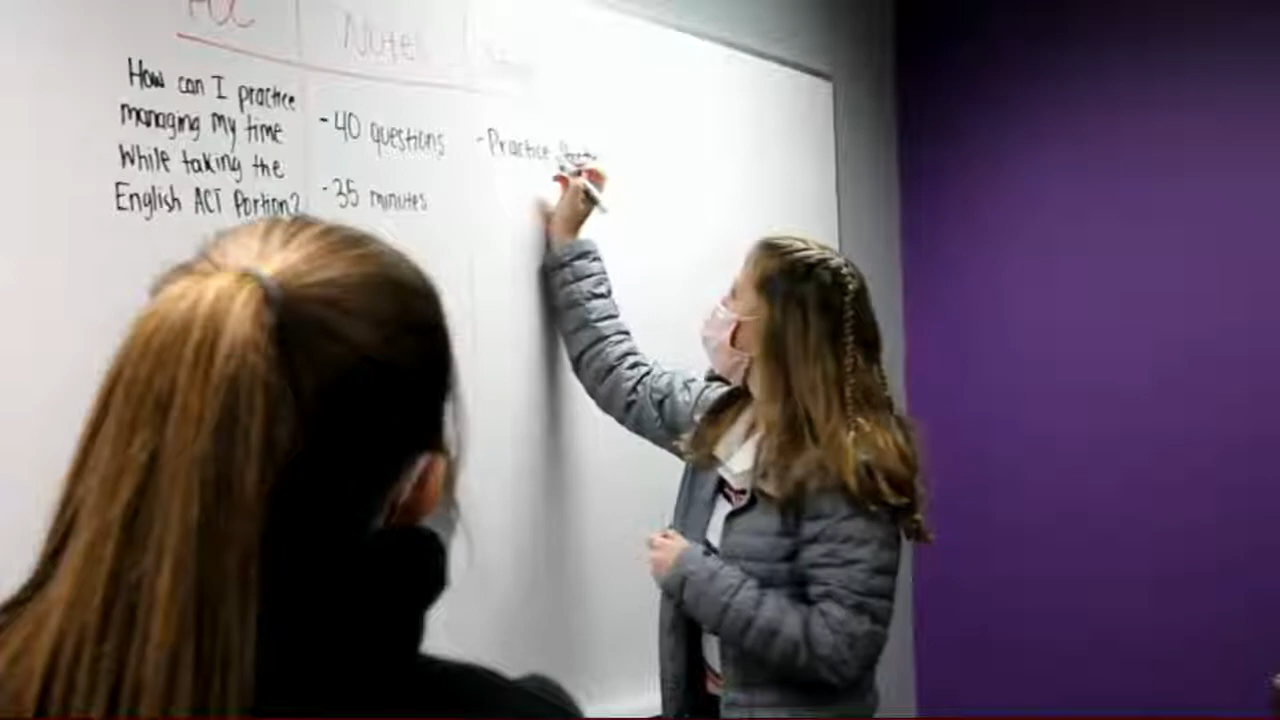 Notes
How can I practice
managing my time
While taking the
English ACT Portion?
-40 questions
-35 minutes
-Practice